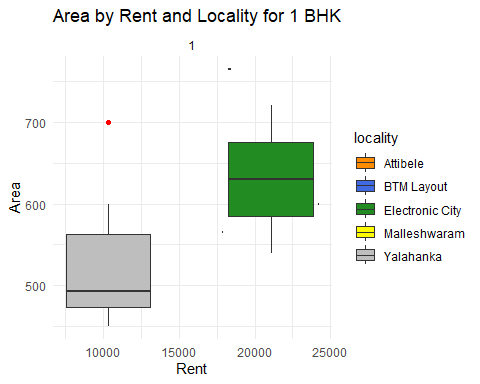 Area by Rent and Locality for 1 BHK
1
700
600
500
Area
10000 15000 20000 25000
Rent
locality
Attibele
BTM Layout
Electronic City
Malleshwaram
Yalahanka